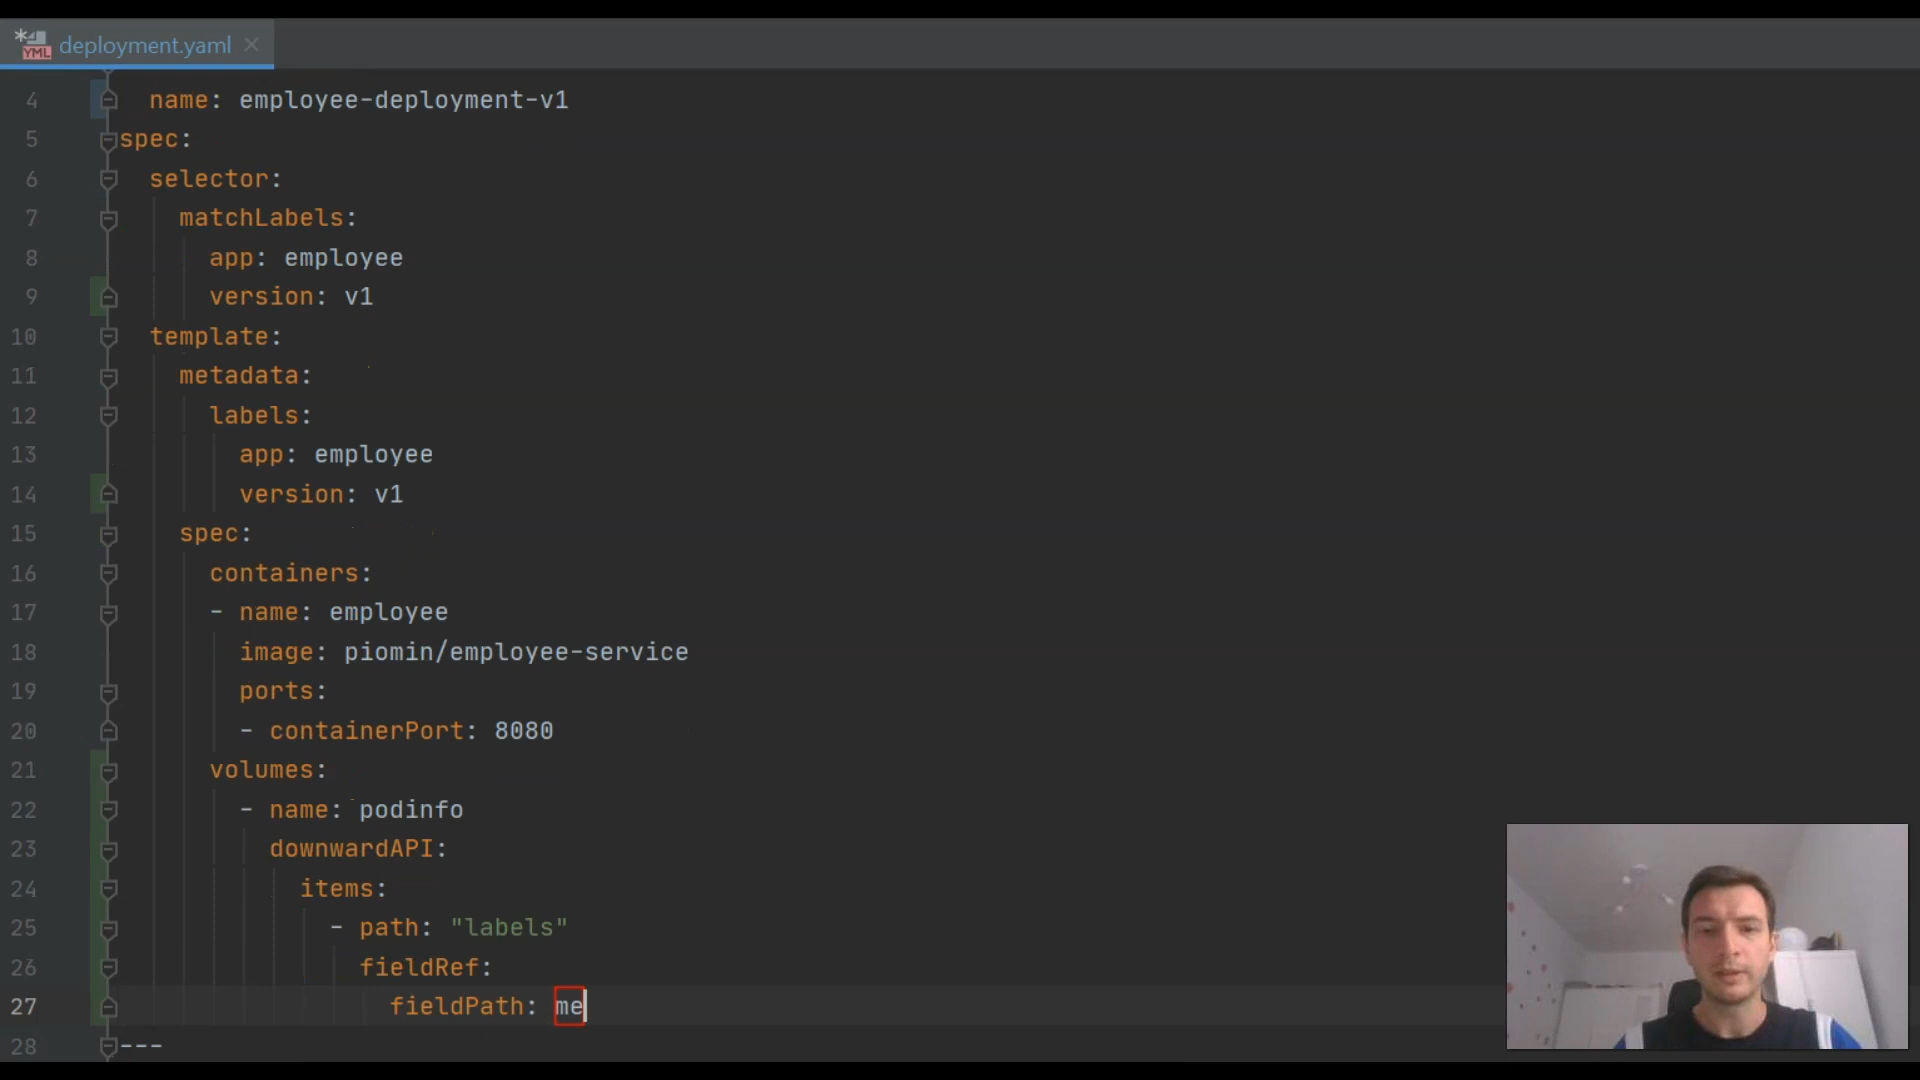 YML deployment.yaml
4 name: employee-deployment-v1
5 spec:
6 selector:
7 matchLabels:
8 app: employee
9 version: v1
10 template:
11 metadata:
12 labels:
13 app: employee
14 version: v1
15 spec:
16 containers:
17 - name: employee
18 image: piomin/employee-service
19 ports:
20 - containerPort: 8080
21 volumes:
22 - name: podinfo
23 downwardAPI:
24 items:
25 - path: "labels"
26 fieldRef:
27 fieldPath: me
28 ---